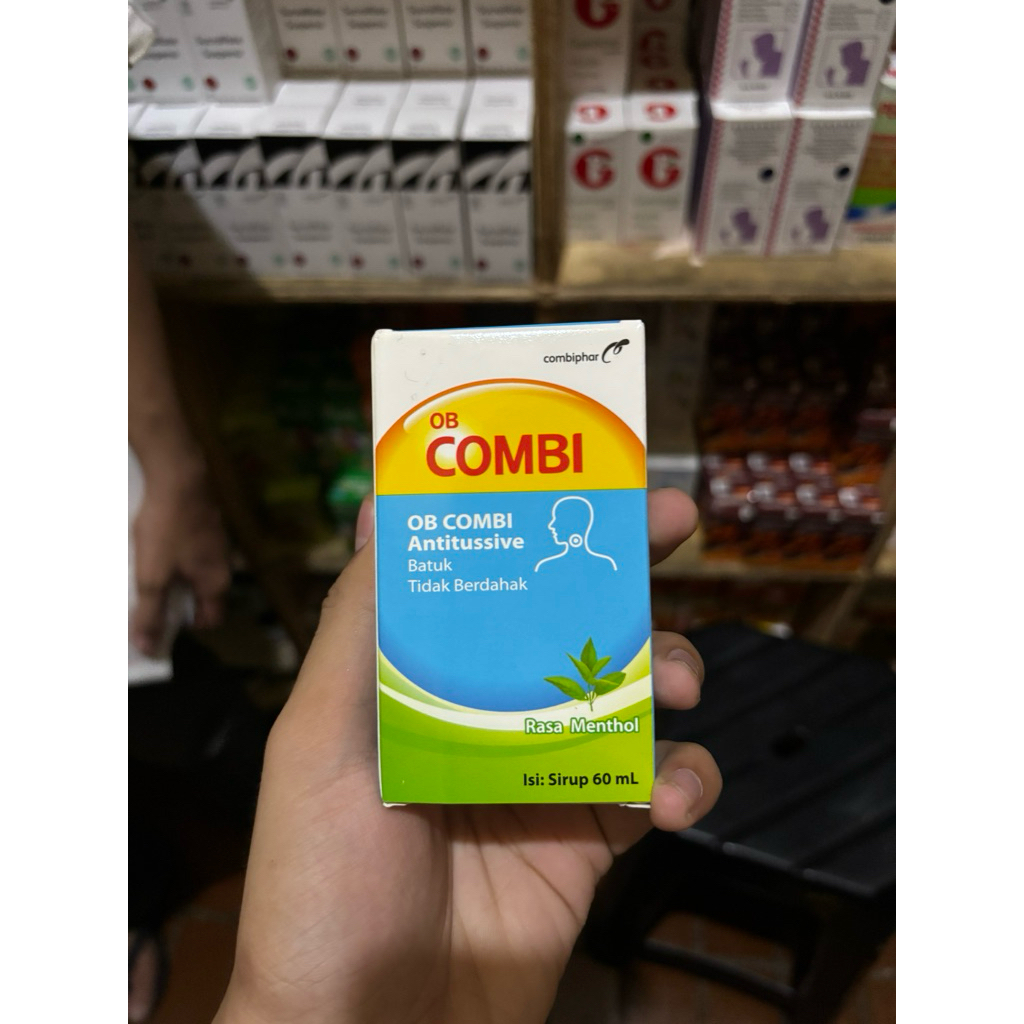 combiphar
OB
COMBI
OB COMBI
Antitussive
Batuk
Tidak Berdahak
Rasa Menthol
Isi: Sirup 60 mL